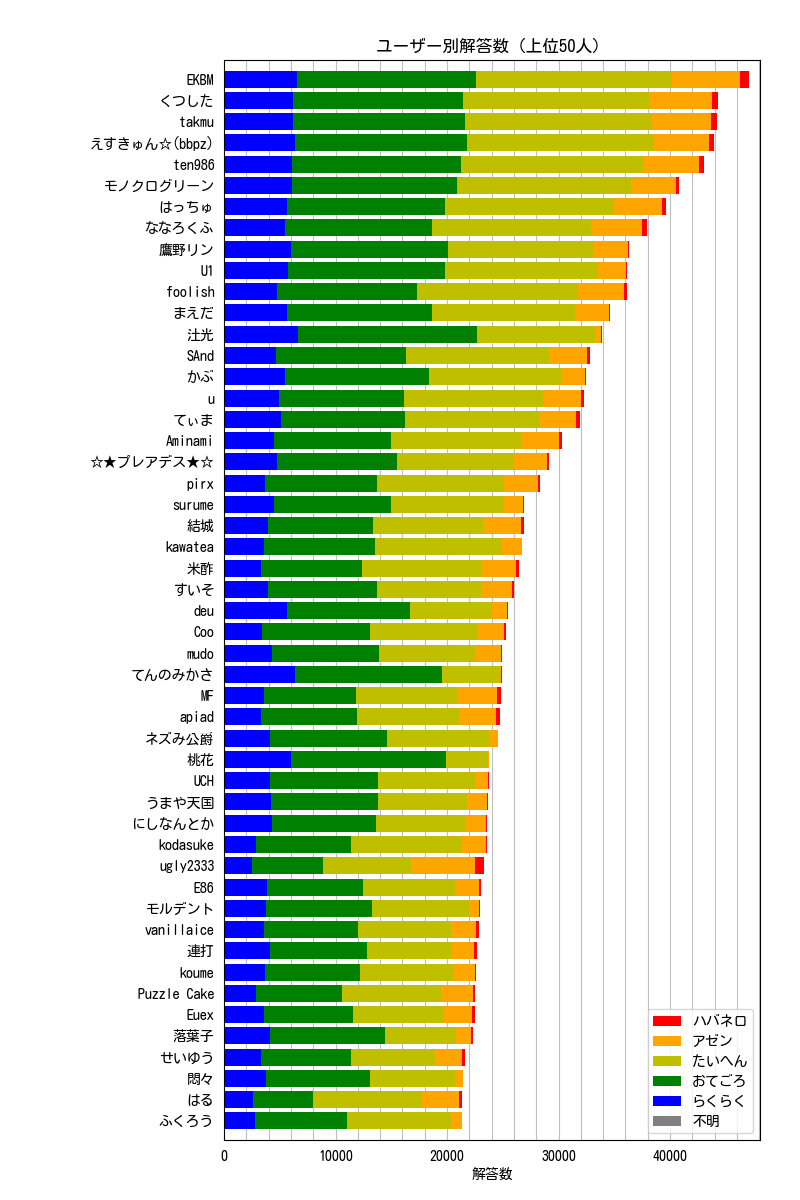 ユーザー別解答数（上位50人）
EKBM
くつした
takmu
えすきゅん☆(bbpz)
ten986
モノクログリーン
はっちゅ
ななろくふ
鷹野リン
U1
foolish
まえだ
汢光
SAnd
かぶ
u
てぃま
Aminami
☆★プレアデス★☆
pirx
surume
結城
kawatea
米酢
すいそ
deu
Coo
mudo
てんのみかさ
MF
apiad
ネズみ公爵
桃花
UCH
うまや天国
にしなんとか
kodasuke
ugly2333
E86
モルデント
vanillaice
連打
koume
Puzzle Cake
Euex
落葉子
せいゆう
悶々
はる
ふくろう
ハバネロ
アゼン
たいへん
おてごろ
らくらく
不明
0 10000 20000 30000 40000
解答数